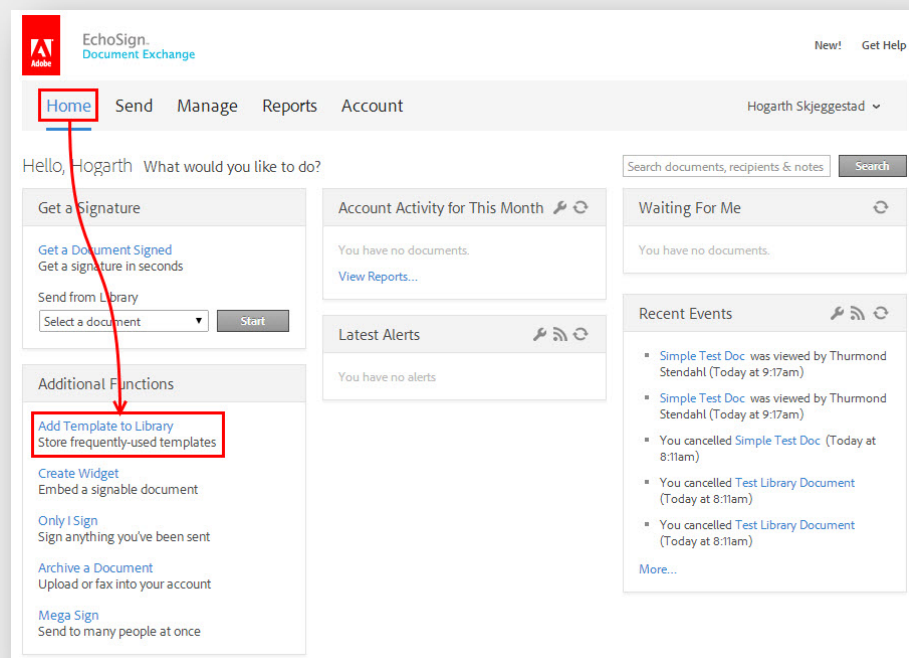 Adobe
EchoSign.
Document Exchange
New! Get Help
Home Send Manage Reports Account
Hogarth Skjeggestad
Hello, Hogarth What would you like to do?
Search documents, recipients & notes Search
Get a Signature
Get a Document Signed
Get a signature in seconds
Send from Library
Select a document Start
Additional Functions
Add Template to Library
Store frequently-used templates
Create Widget
Embed a signable document
Only I Sign
Sign anything you've been sent
Archive a Document
Upload or fax into your account
Mega Sign
Send to many people at once
Account Activity for This Month
You have no documents.
View Reports...
Latest Alerts
You have no alerts
Waiting For Me
You have no documents.
Recent Events
Simple Test Doc was viewed by Thurmond
Stendahl (Today at 9:17am)
Simple Test Doc was viewed by Thurmond
Stendahl (Today at 9:17am)
You cancelled Simple Test Doc (Today at
8:11am)
You cancelled Test Library Document
(Today at 8:11am)
You cancelled Test Library Document
(Today at 8:11am)
More...